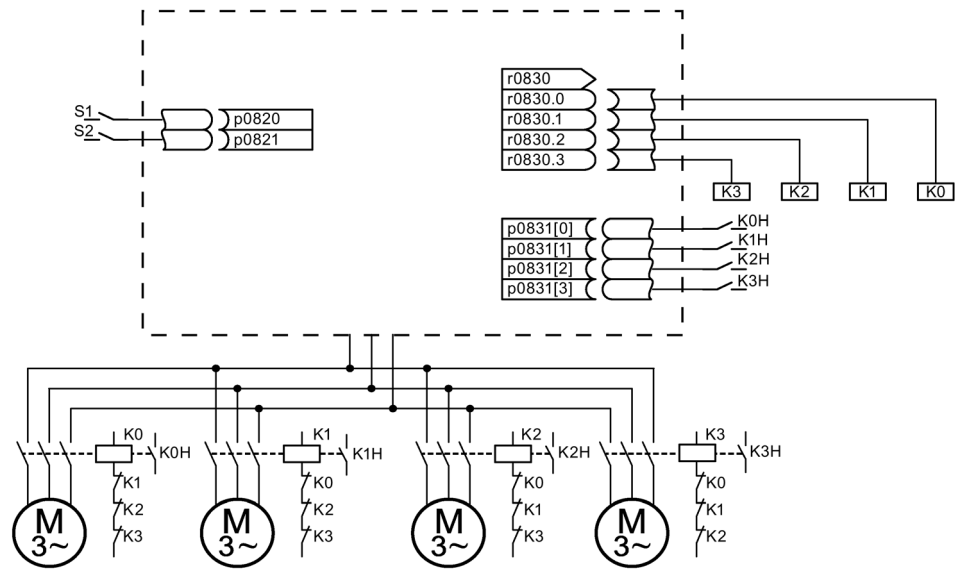 r0830
S1 p0820 r0830.0
S2 p0821 r0830.1
r0830.2
r0830.3
K3 K2 K1 K0
p0831[0] K0H
p0831[1] K1H
p0831[2] K2H
p0831[3] K3H
K0 K1 K2 K3
K0H K1H K2H K3H
K1 K0 K0 K0
K2 K2 K1 K1
K3 K3 K3 K2
M M M M
3~ 3~ 3~ 3~